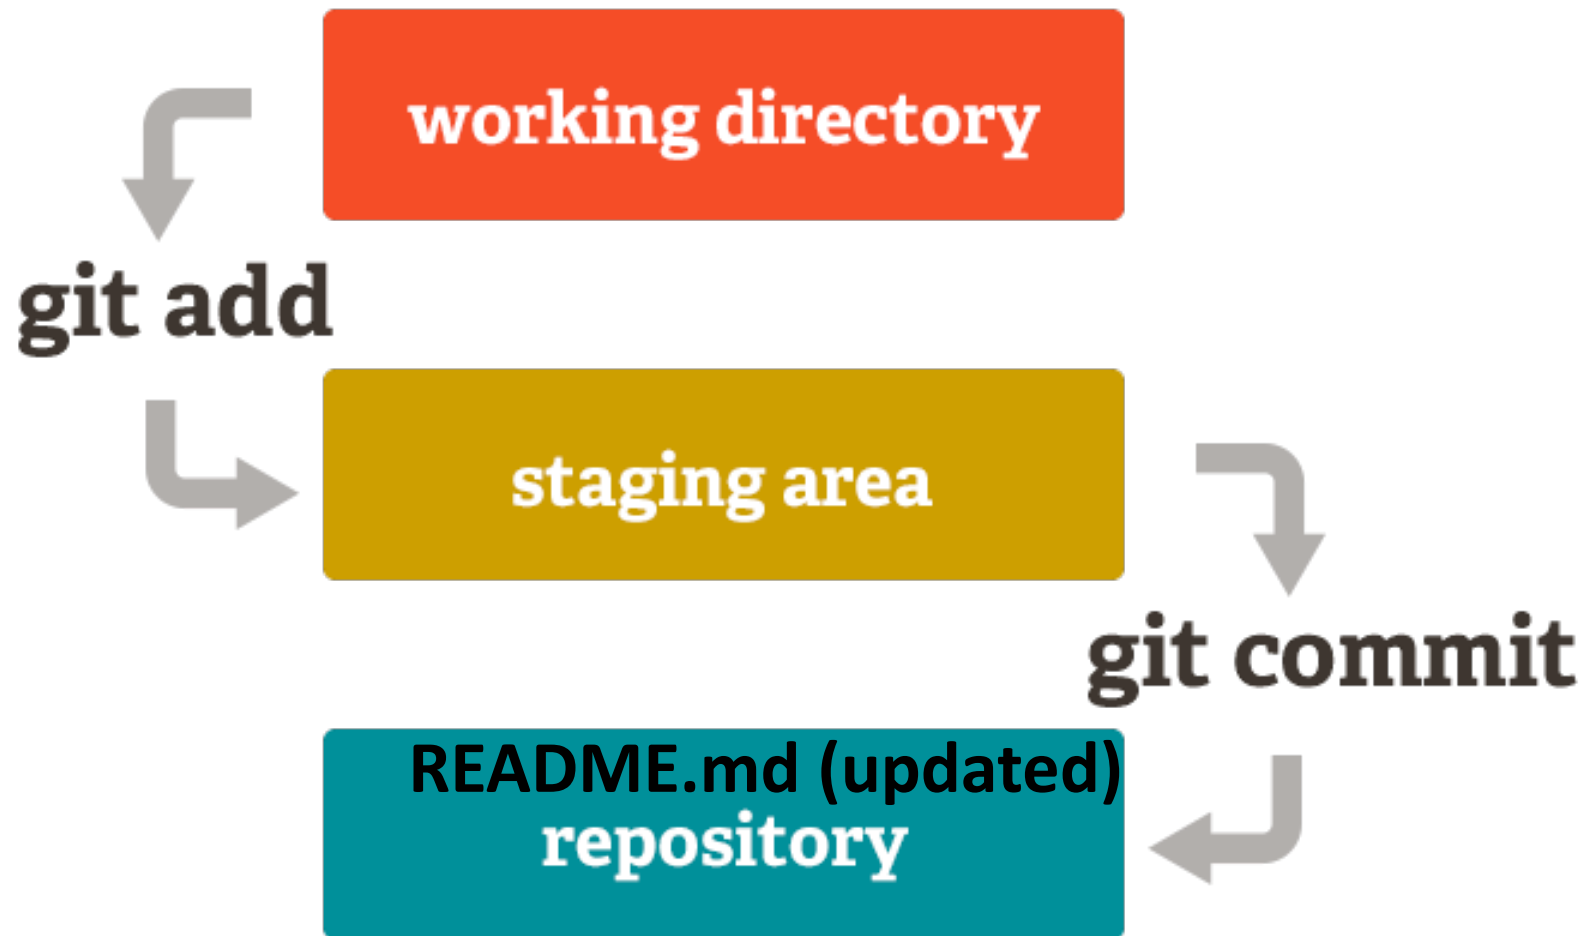 working directory
git add
staging area
git commit
README.md (updated)
repository